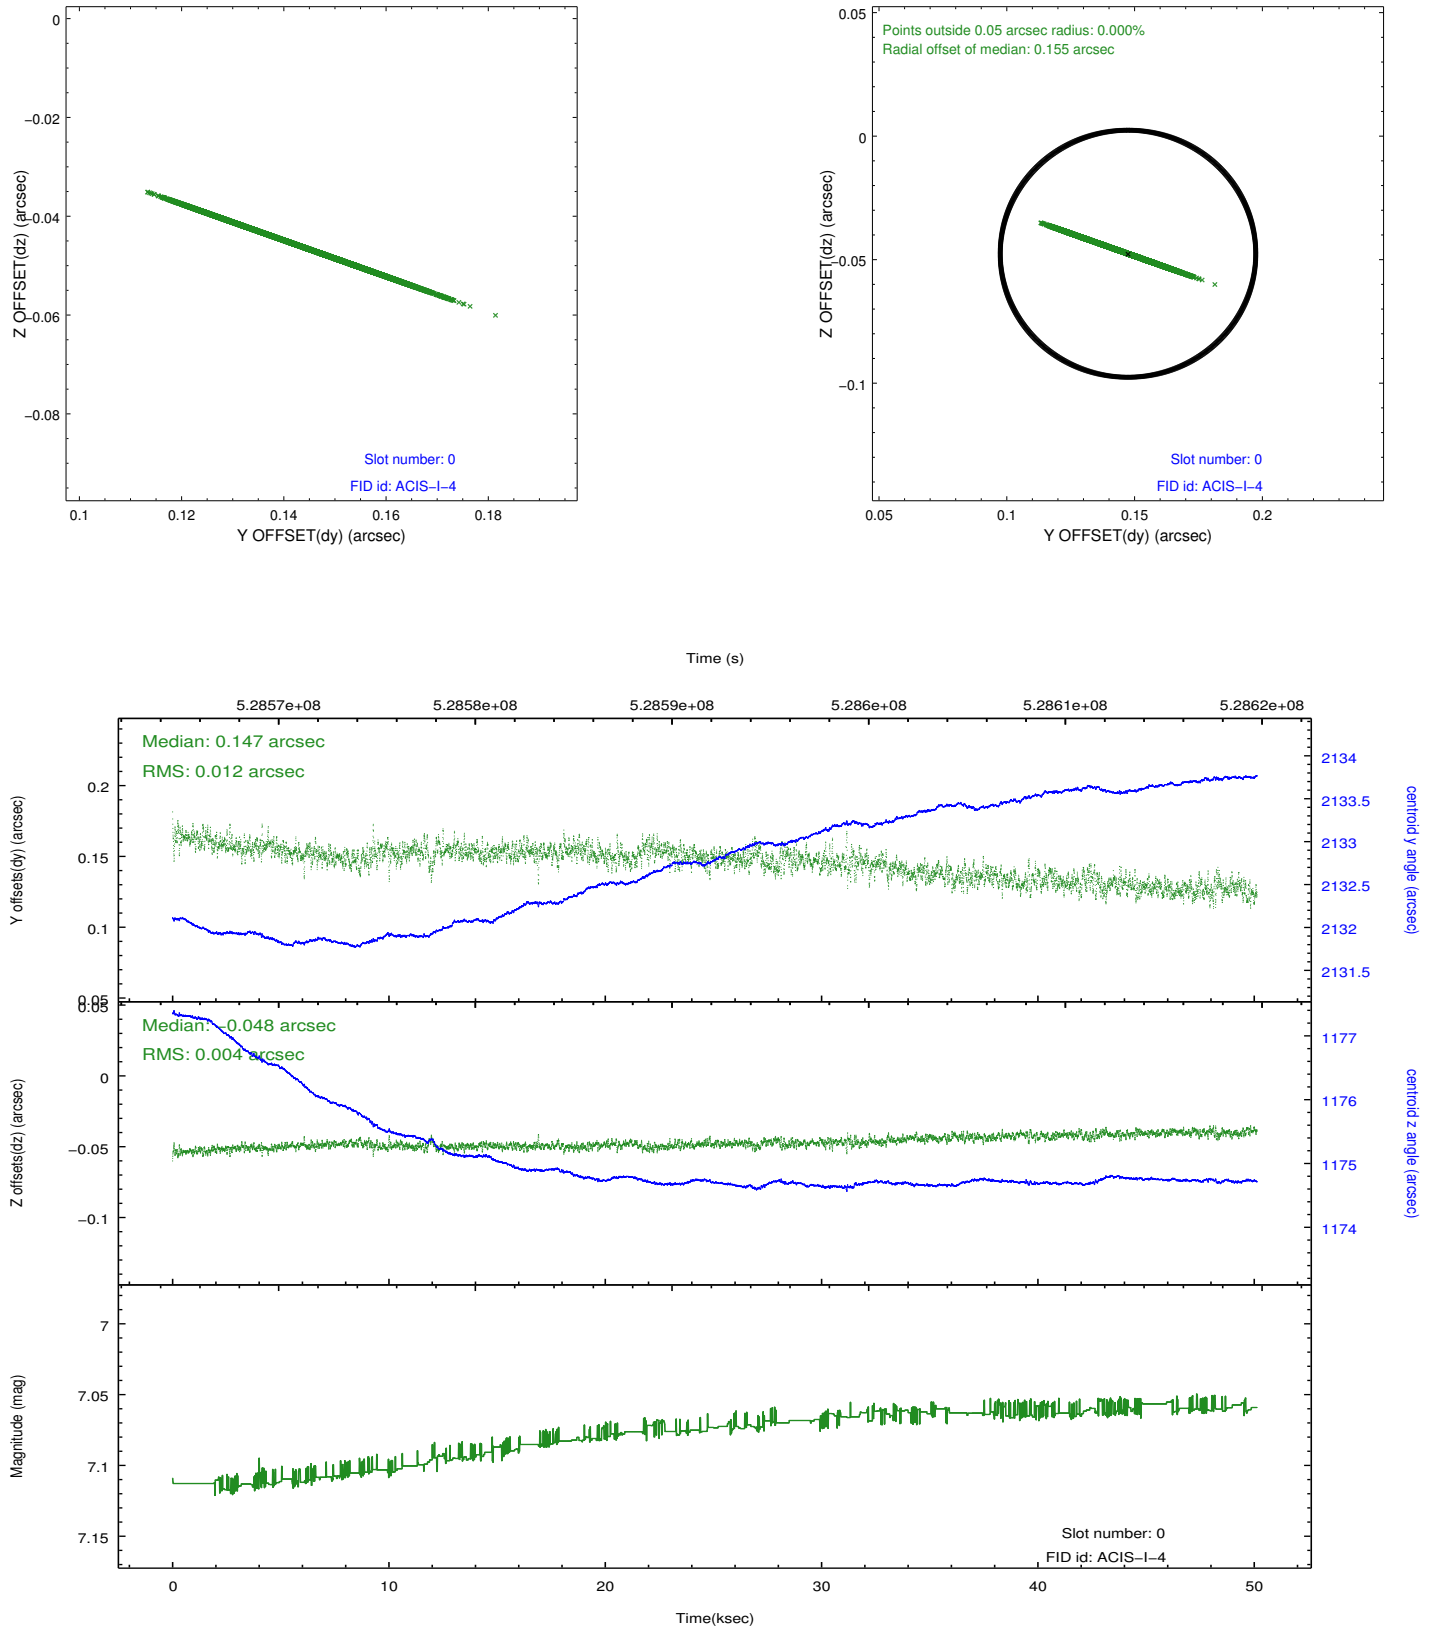 0
−0.02
−0.04
−0.06
−0.08
Z OFFSET(dz) (arcsec)
Slot number: 0
FID id: ACIS−I−4
0.1 0.12 0.14 0.16 0.18
Y OFFSET(dy) (arcsec)
0.05
0
−0.05
−0.1
Z OFFSET(dz) (arcsec)
Points outside 0.05 arcsec radius: 0.000%
Radial offset of median: 0.155 arcsec
Slot number: 0
FID id: ACIS−I−4
0.05 0.1 0.15 0.2
Y OFFSET(dy) (arcsec)
Time (s)
5.2857e+08 5.2858e+08 5.2859e+08 5.286e+08 5.2861e+08 5.2862e+08
Median: 0.147 arcsec
RMS: 0.012 arcsec
0.2
0.15
0.1
0.05
Y offsets(dy) (arcsec)
2134
2133.5
2133
2132.5
2132
2131.5
centroid y angle (arcsec)
Median: −0.048 arcsec
RMS: 0.004 arcsec
0.05
0
−0.05
−0.1
Z offsets(dz) (arcsec)
1177
1176
1175
1174
centroid z angle (arcsec)
7
7.05
7.1
7.15
Magnitude (mag)
Slot number: 0
FID id: ACIS−I−4
0 10 20 30 40 50
Time(ksec)